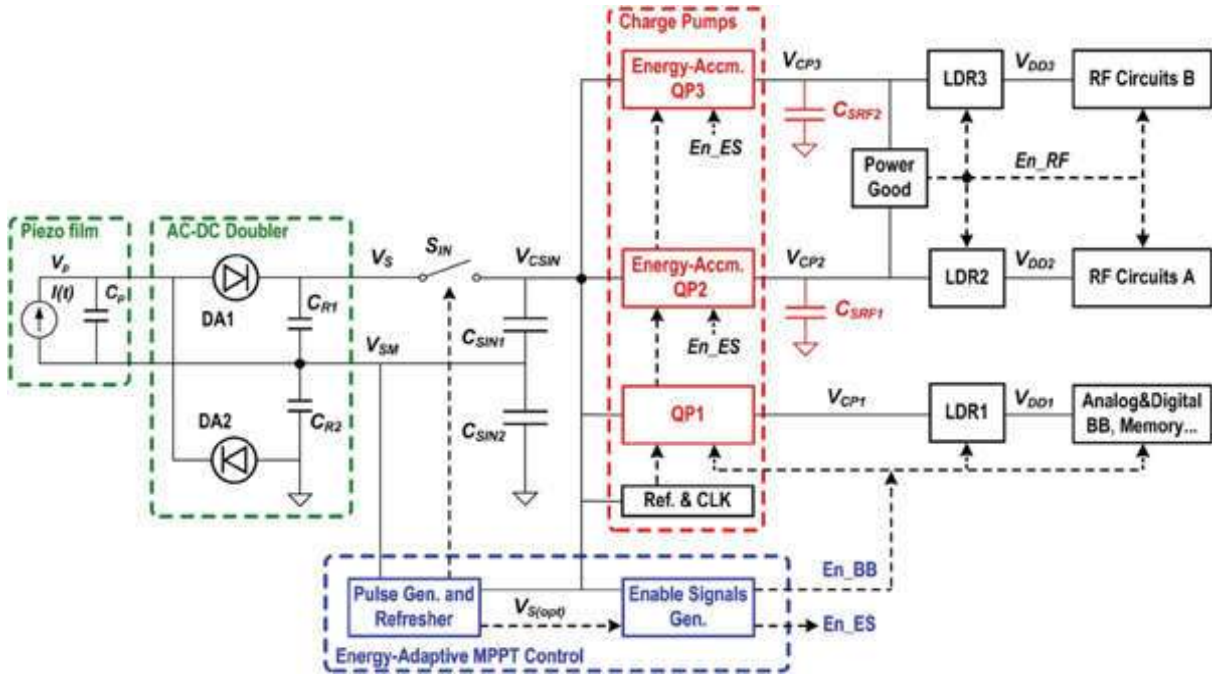 Charge Pumps
Energy-Accm.
QP3
En_ES
V_CP3
C_SRF2
LDR3
V_DD3
RF Circuits B
Power
Good
En_RF
Piezo film
V_P
I(t)
C_P
AC-DC Doubler
DA1
C_R1
DA2
C_R2
V_S
S_IN
V_CSIN
V_SM
C_SIN1
C_SIN2
Energy-Accm.
QP2
En_ES
V_CP2
C_SRF1
LDR2
V_DD2
RF Circuits A
QP1
V_CP1
LDR1
V_DD1
Analog&Digital
BB, Memory...
Ref. & CLK
Pulse Gen. and
Refresher
V_S(opt)
Enable Signals
Gen.
En_BB
En_ES
Energy-Adaptive MPPT Control